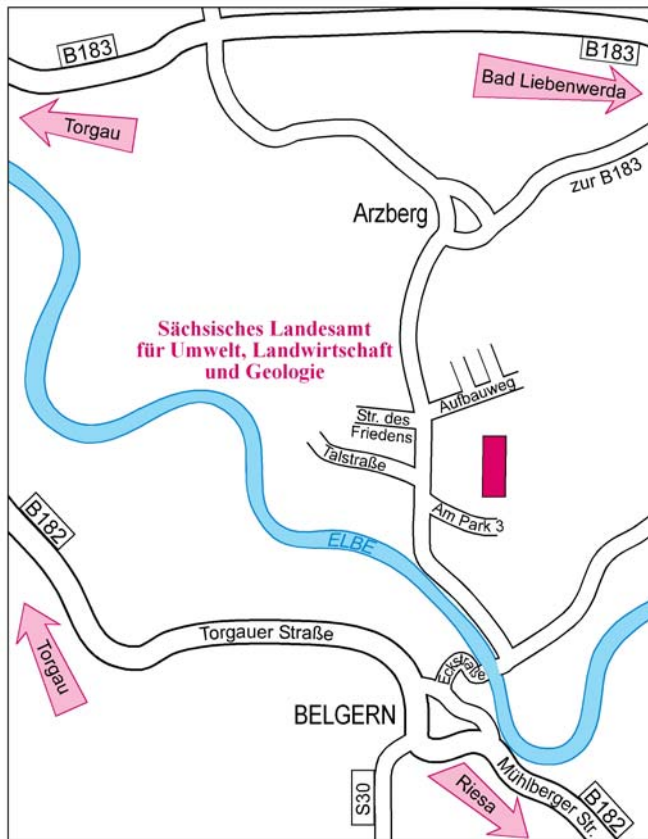 B183
B183
Bad Liebenwerda
Torgau
zur B183
Arzberg
Sächsisches Landesamt
für Umwelt, Landwirtschaft
und Geologie
Aufbauweg
Str. des
Friedens
Talstraße
Am Park 3
B182
ELBE
Torgauer Straße
Torgau
Eckstraße
BELGERN
Mühlberger Str.
Riesa
S30
B182